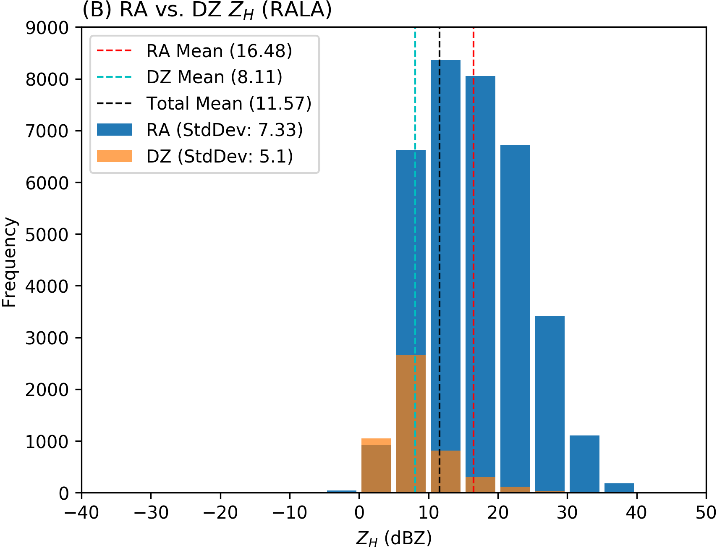 (B) RA vs. DZ Z_H (RALA)
RA Mean (16.48)
DZ Mean (8.11)
Total Mean (11.57)
RA (StdDev: 7.33)
DZ (StdDev: 5.1)
9000
8000
7000
6000
5000
4000
3000
2000
1000
0
Frequency
−40 −30 −20 −10 0 10 20 30 40 50
Z_H (dBZ)